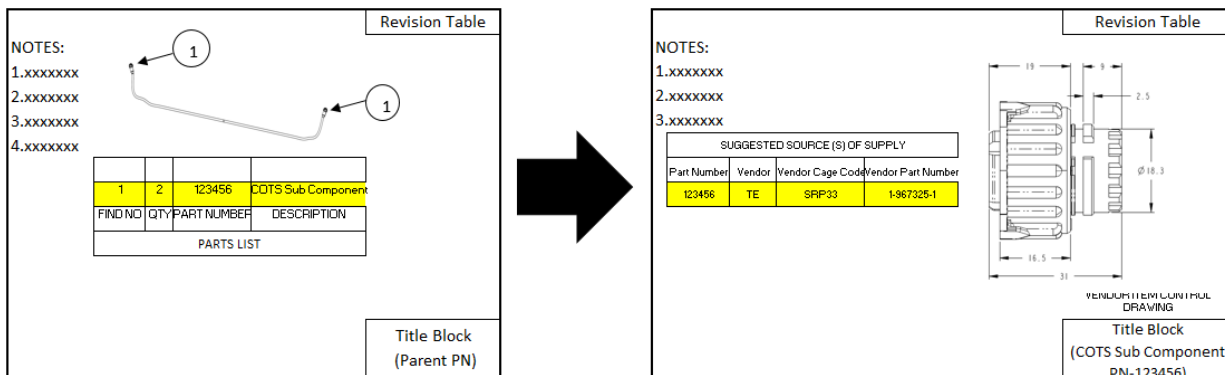 Revision Table
NOTES:
1.xxxxxxx
2.xxxxxxx
3.xxxxxxx
4.xxxxxxx
1
1
1 2 123456 COTS Sub Component
FIND NO QTY PART NUMBER DESCRIPTION
PARTS LIST
Title Block
(Parent PN)
Revision Table
NOTES:
1.xxxxxxx
2.xxxxxxx
3.xxxxxxx
SUGGESTED SOURCE (S) OF SUPPLY
Part Number Vendor Vendor Cage Code Vendor Part Number
123456 TE SRP33 1-967325-1
19
9
2.5
Ø18.3
16.5
31
VENDOR ITEM CONTROL
DRAWING
Title Block
(COTS Sub Component
PN-123456)